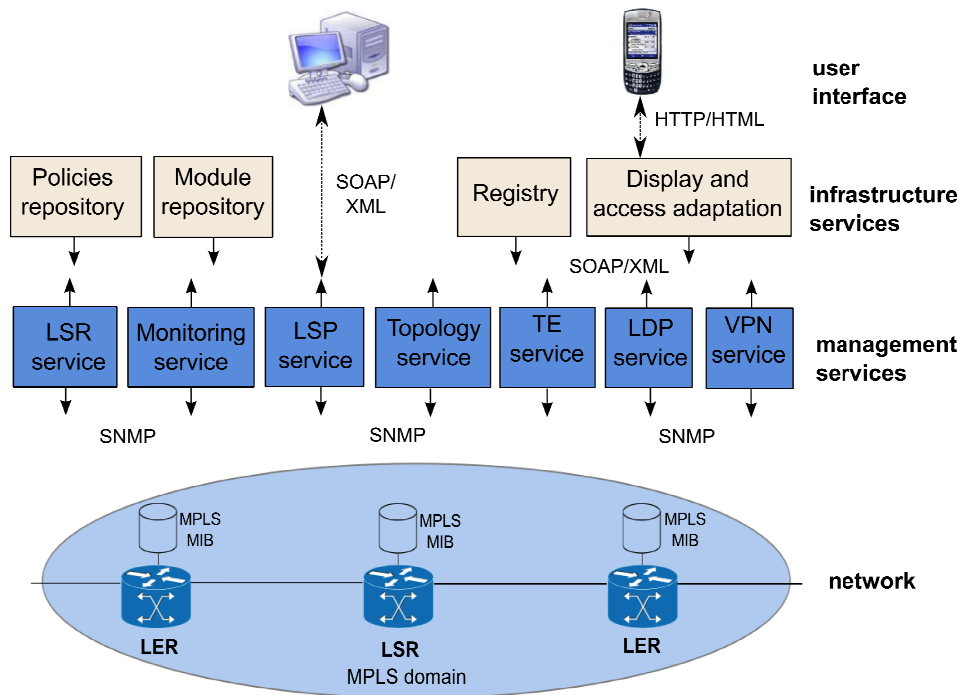 user
interface
HTTP/HTML
Policies
repository
Module
repository
SOAP/
XML
Registry
Display and
access adaptation
infrastructure
services
SOAP/XML
LSR
service
Monitoring
service
LSP
service
Topology
service
TE
service
LDP
service
VPN
service
management
services
SNMP
SNMP
SNMP
MPLS
MIB
MPLS
MIB
MPLS
MIB
network
LER
LSR
LER
MPLS domain